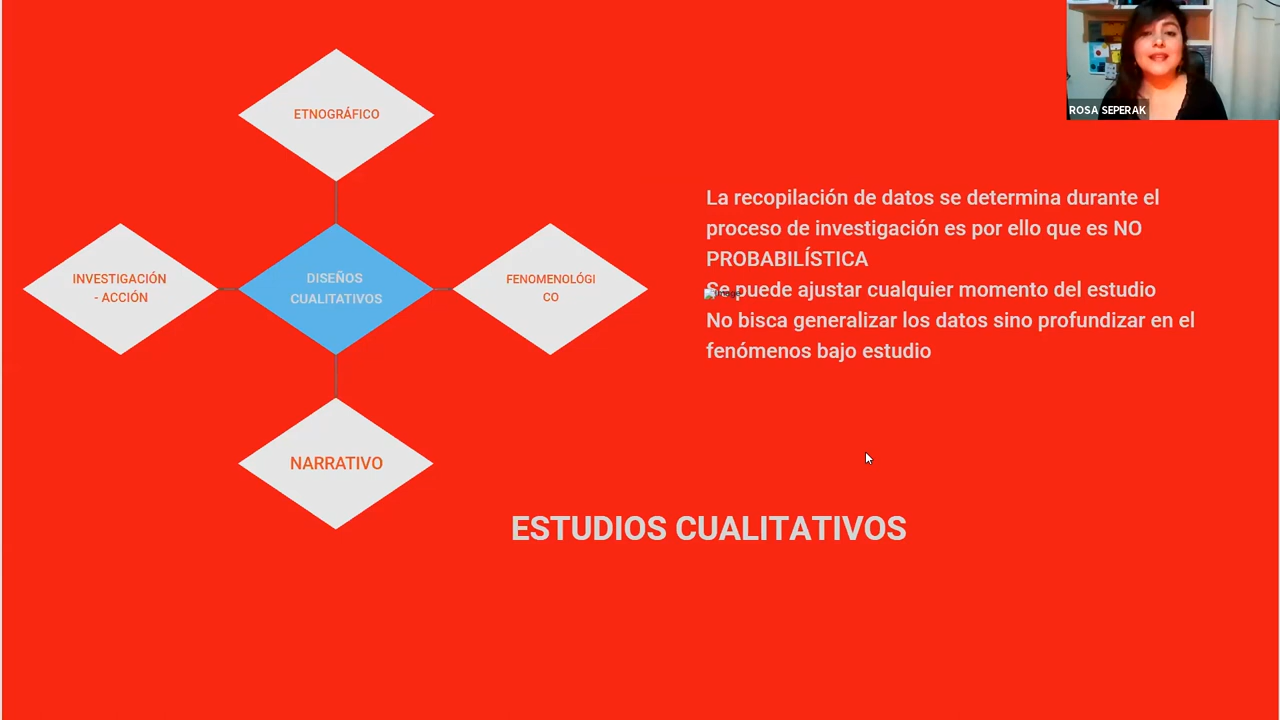 ROSA SEPERAK
ETNOGRÁFICO
INVESTIGACIÓN
- ACCIÓN
DISEÑOS
CUALITATIVOS
FENOMENOLÓGI
CO
NARRATIVO
La recopilación de datos se determina durante el
proceso de investigación es por ello que es NO
PROBABILÍSTICA
Se puede ajustar cualquier momento del estudio
No bisca generalizar los datos sino profundizar en el
fenómenos bajo estudio
ESTUDIOS CUALITATIVOS